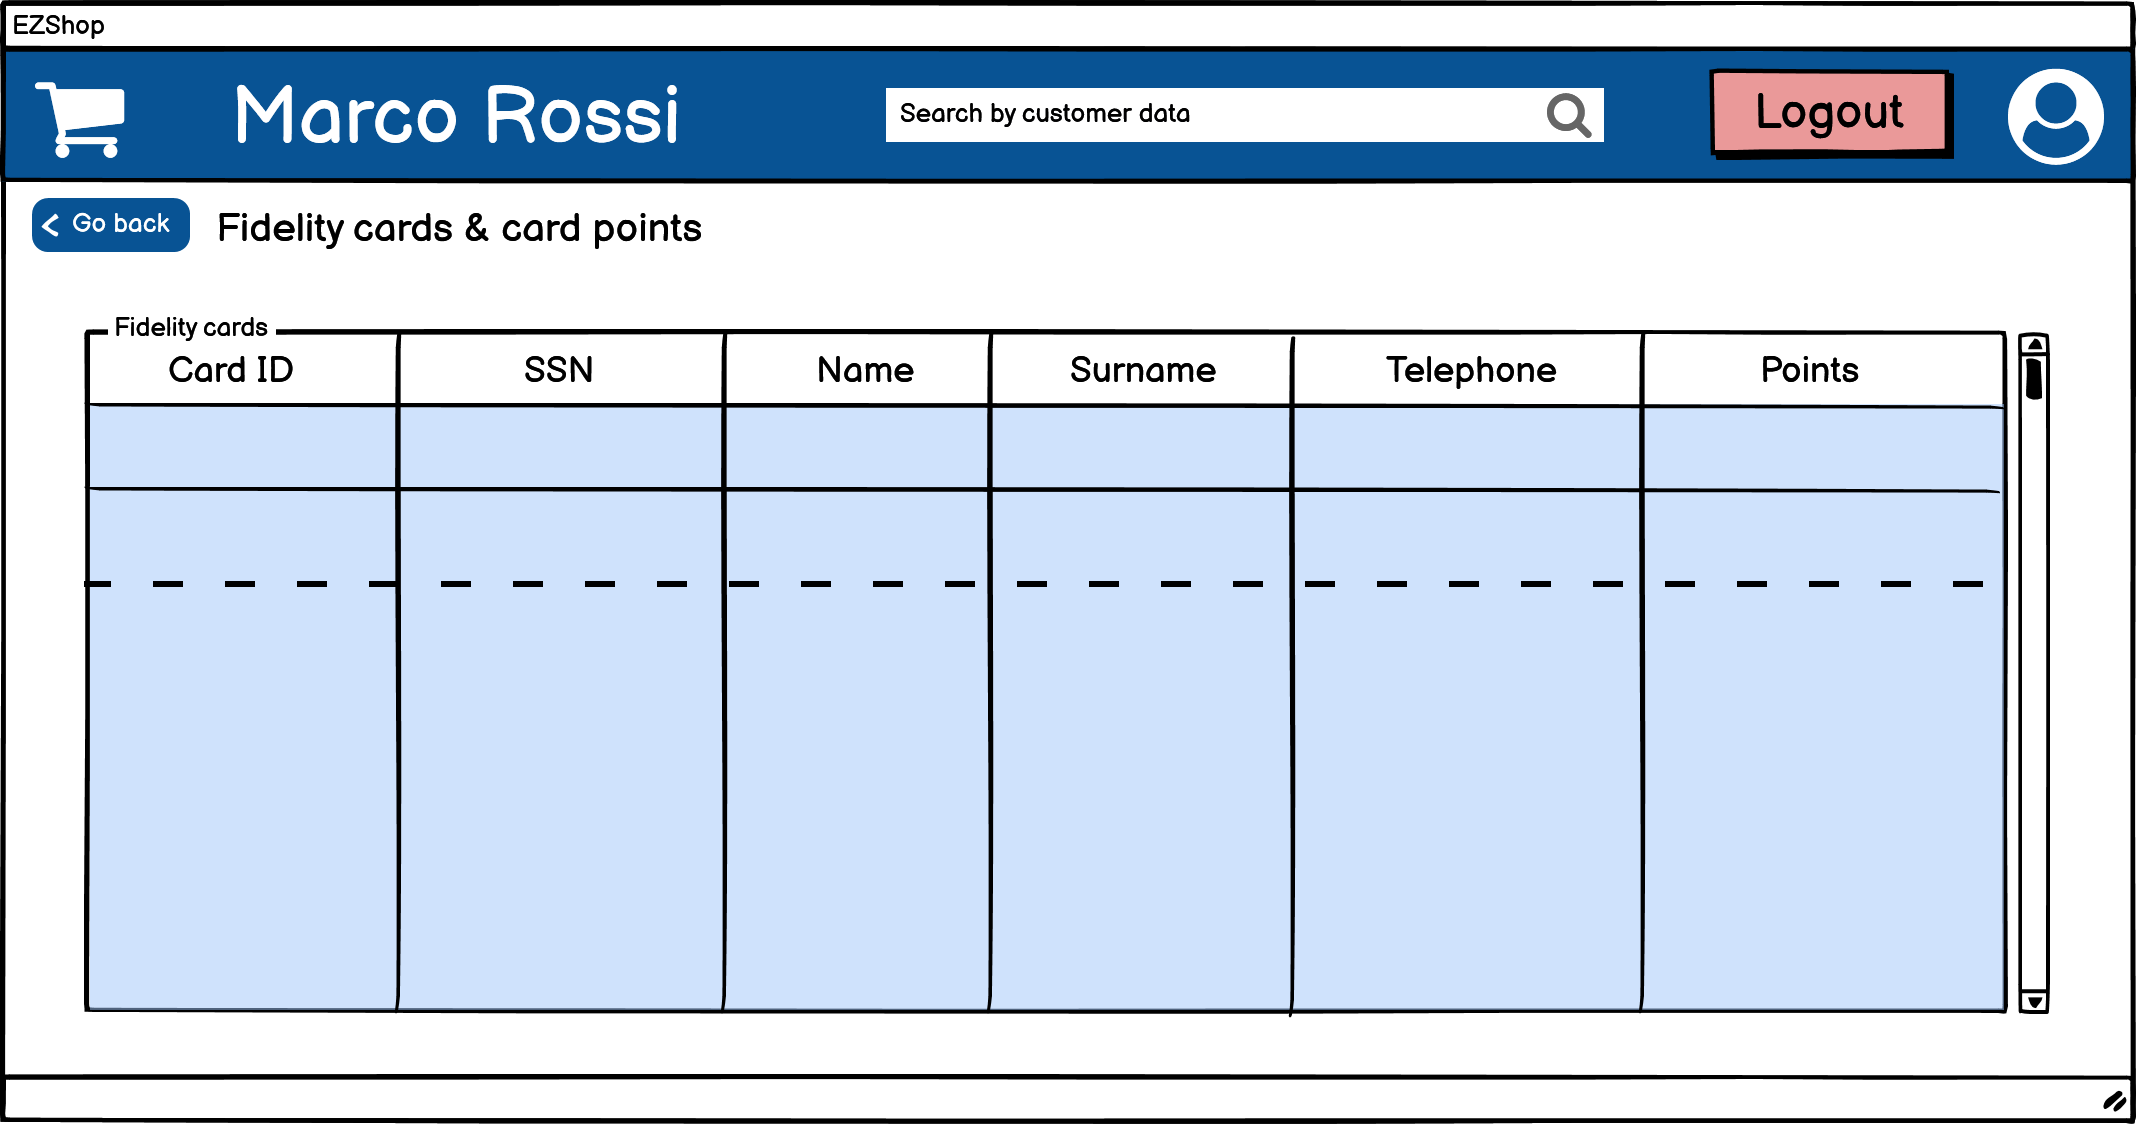 EZShop
Marco Rossi
Search by customer data
Logout
Go back
Fidelity cards & card points
Fidelity cards
Card ID
SSN
Name
Surname
Telephone
Points